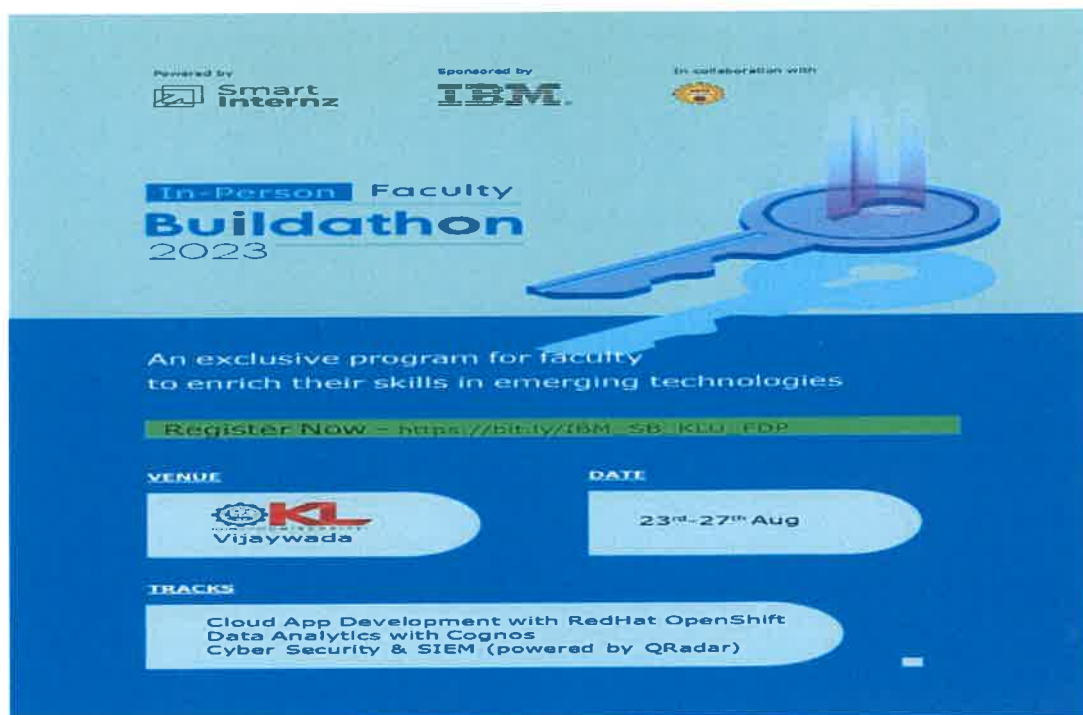 Powered by
Smart
Internz
Sponsored by
IBM.
In collaboration with
In-Person Faculty
Buildathon
2023
An exclusive program for faculty
to enrich their skills in emerging technologies
Register Now - https://bit.ly/IBM_SB_KLU_FDP
VENUE
KL
Vijaywada
DATE
23rd-27th Aug
TRACKS
Cloud App Development with RedHat OpenShift
Data Analytics with Cognos
Cyber Security & SIEM (powered by QRadar)